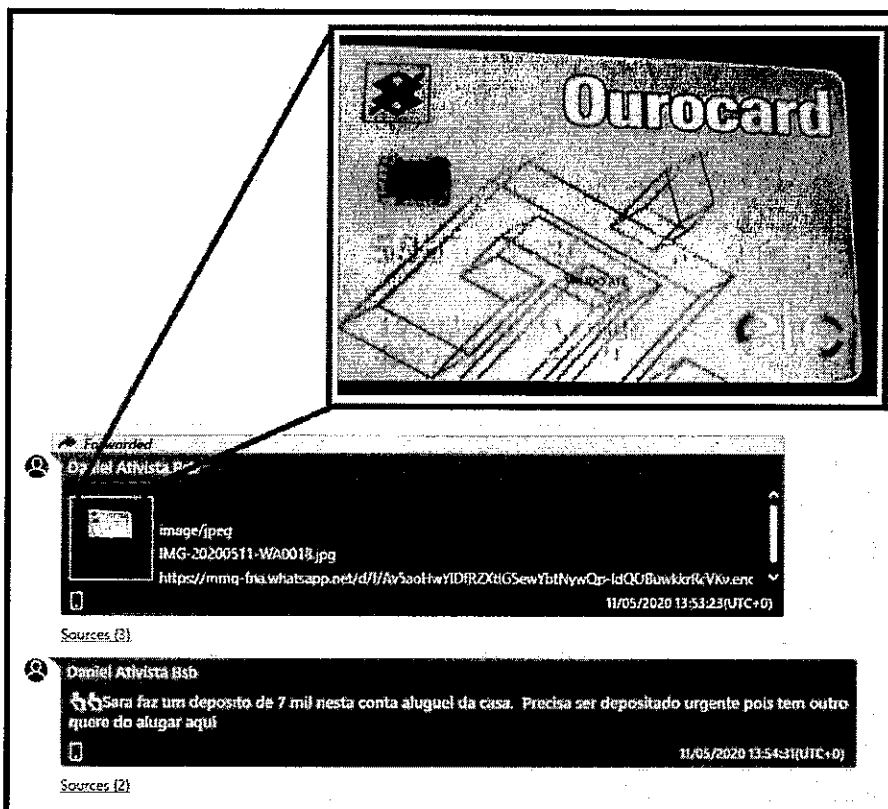 Ourocard
Forwarded
Daniel Ativista
image/jpeg
IMG-20200511-WA0018.jpg
11/05/2020 13:53:23(UTC+0)
Sources (3)
Daniel Ativista Bsb
👆👆Sara faz um deposito de 7 mil nesta conta aluguel da casa. Precisa ser depositado urgente pois tem outro
quere do alugar aqui
11/05/2020 13:54:31(UTC+0)
Sources (2)